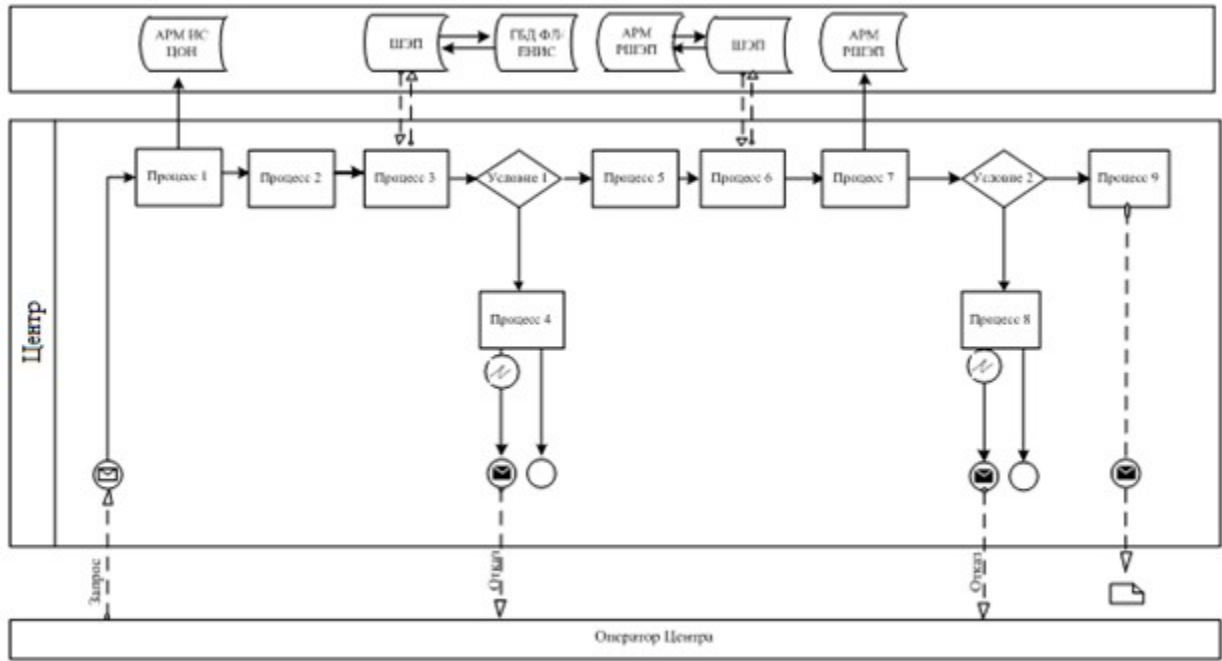 АРМ ИС
ЦОН
ШЭП
ГБД ФЛ/
ЕНИС
АРМ
РШЭП
ШЭП
АРМ
РШЭП
Центр
Процесс 1
Процесс 2
Процесс 3
Условие 1
Процесс 5
Процесс 6
Процесс 7
Условие 2
Процесс 9
Процесс 4
Процесс 8
Запрос
Отказ
Отказ
Оператор Центра